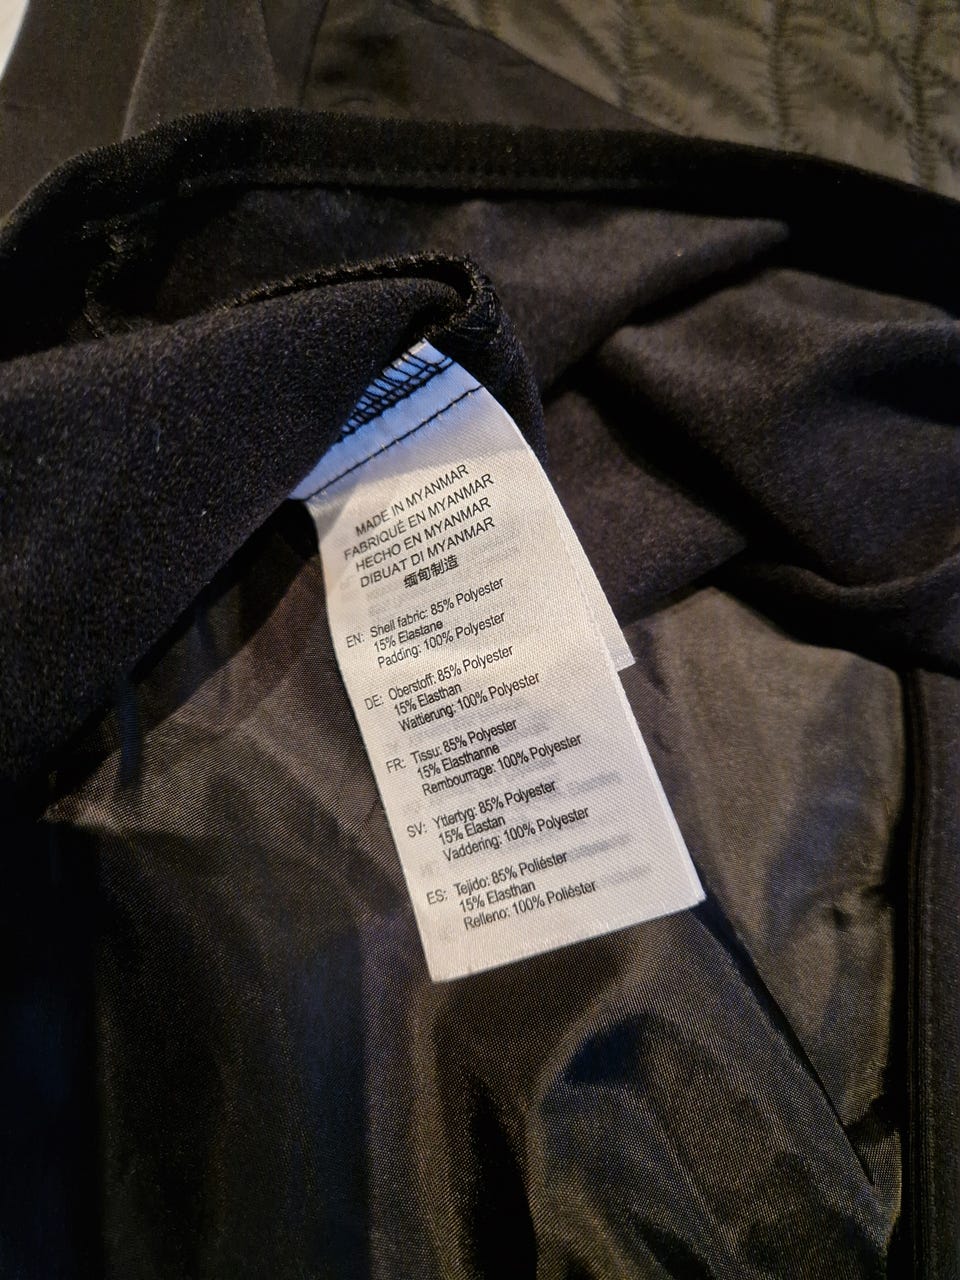 MADE IN MYANMAR
FABRIQUÉ EN MYANMAR
HECHO EN MYANMAR
DIBUAT DI MYANMAR
缅甸制造
EN: Shell fabric: 85% Polyester
15% Elastane
Padding: 100% Polyester
DE: Oberstoff: 85% Polyester
15% Elasthan
Wattierung: 100% Polyester
FR: Tissu: 85% Polyester
15% Elasthanne
Rembourrage: 100% Polyester
SV: Yttertyg: 85% Polyester
15% Elastan
Vaddering: 100% Polyester
ES: Tejido: 85% Poliéster
15% Elasthan
Relleno: 100% Poliéster